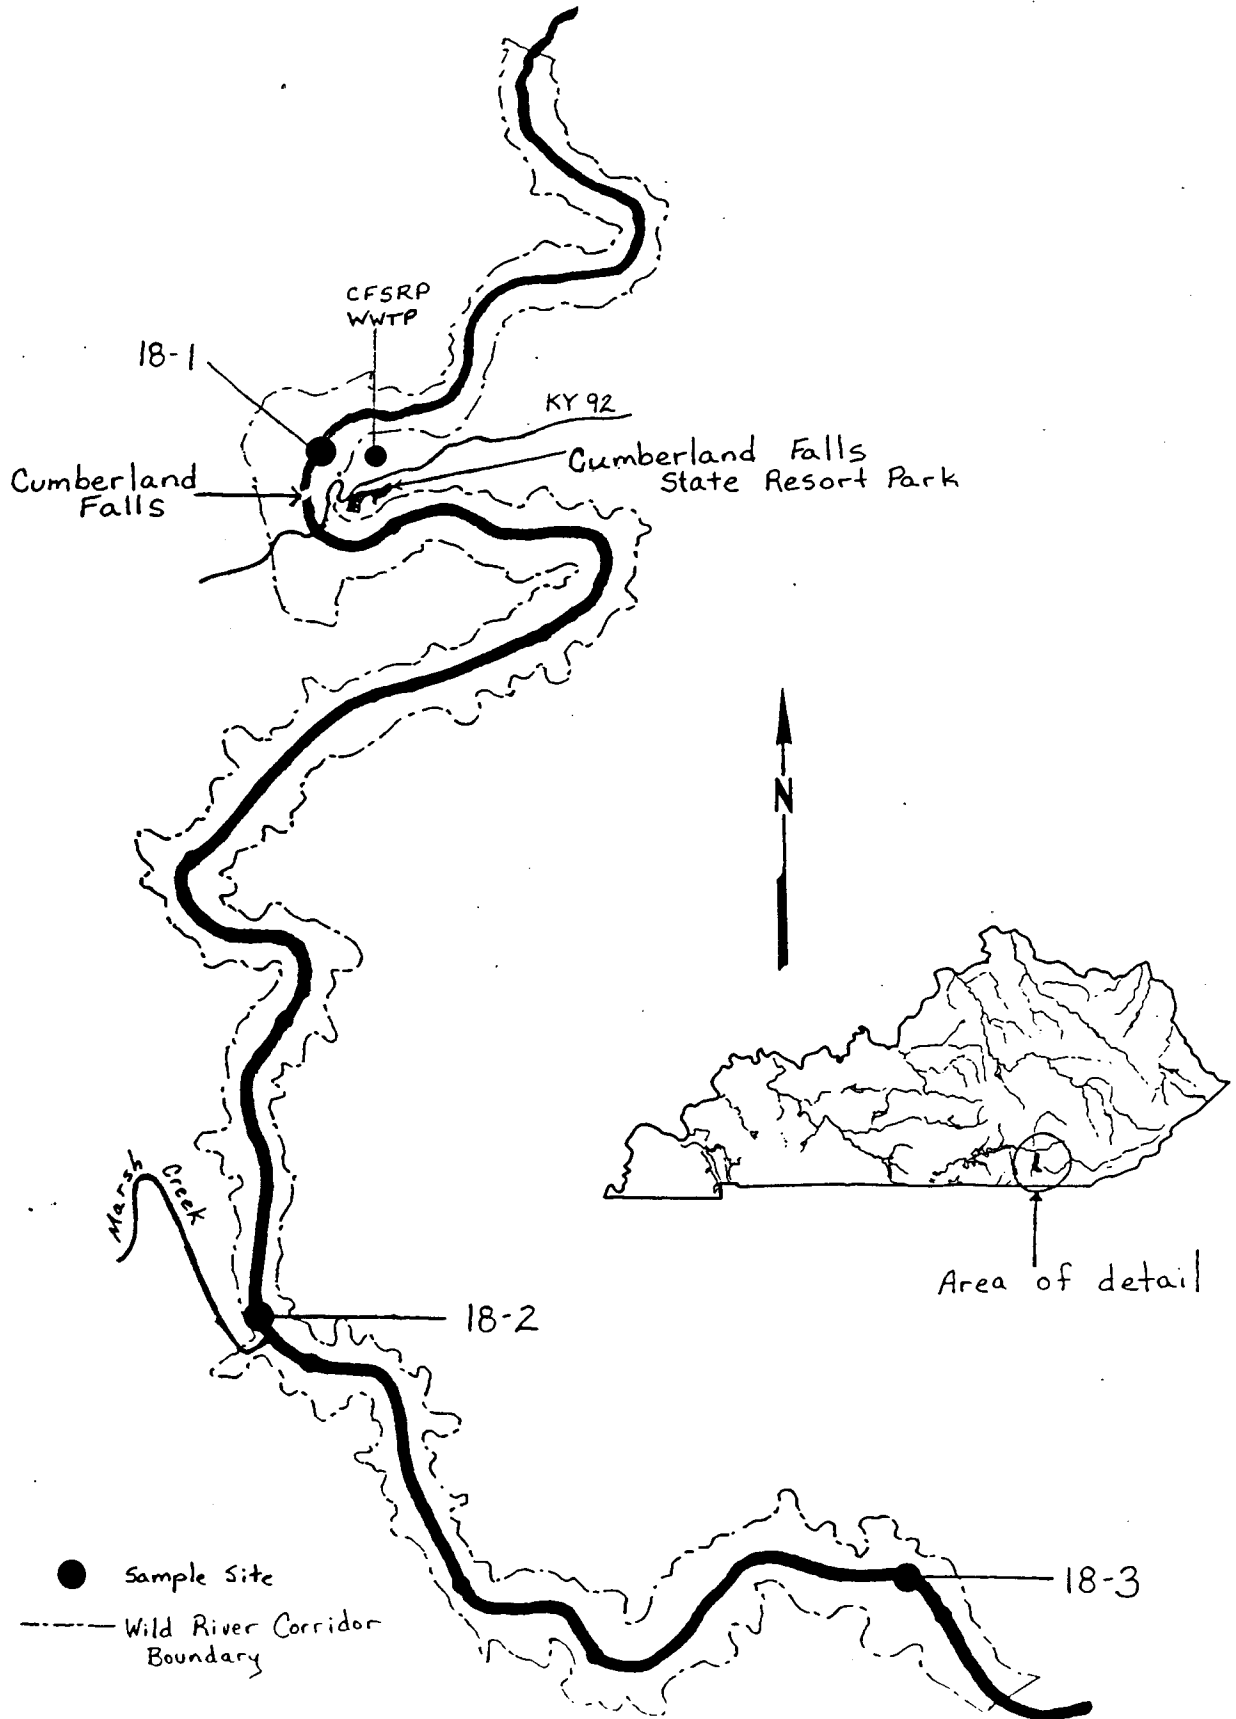 CFSRP
WWTP
18-1
KY 92
Cumberland
Falls
Cumberland Falls
State Resort Park
N
Marsh
Creek
Area of detail
18-2
18-3
Sample Site
Wild River Corridor
Boundary